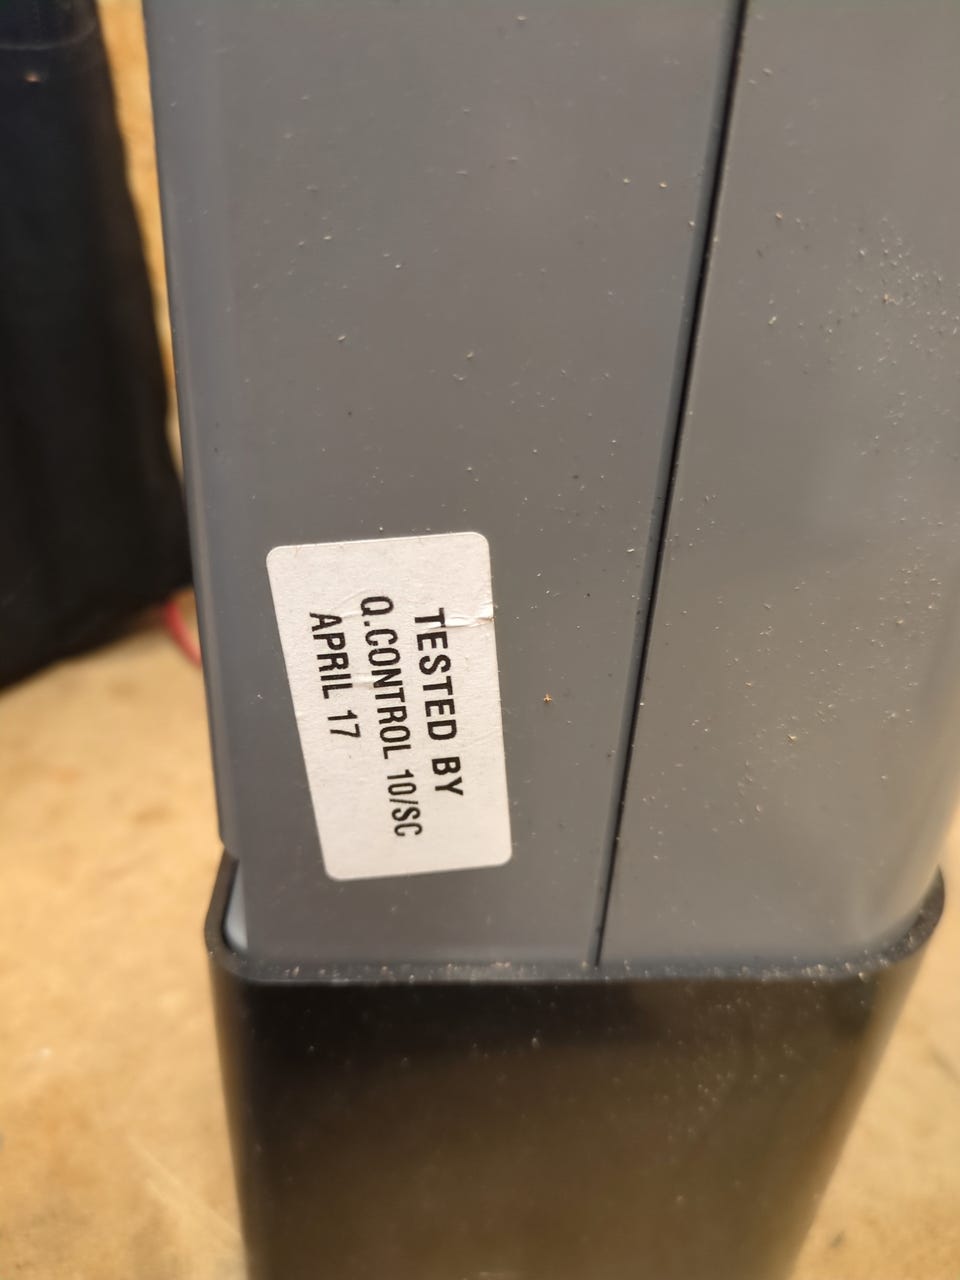 TESTED BY
Q.CONTROL 10/SC
APRIL 17